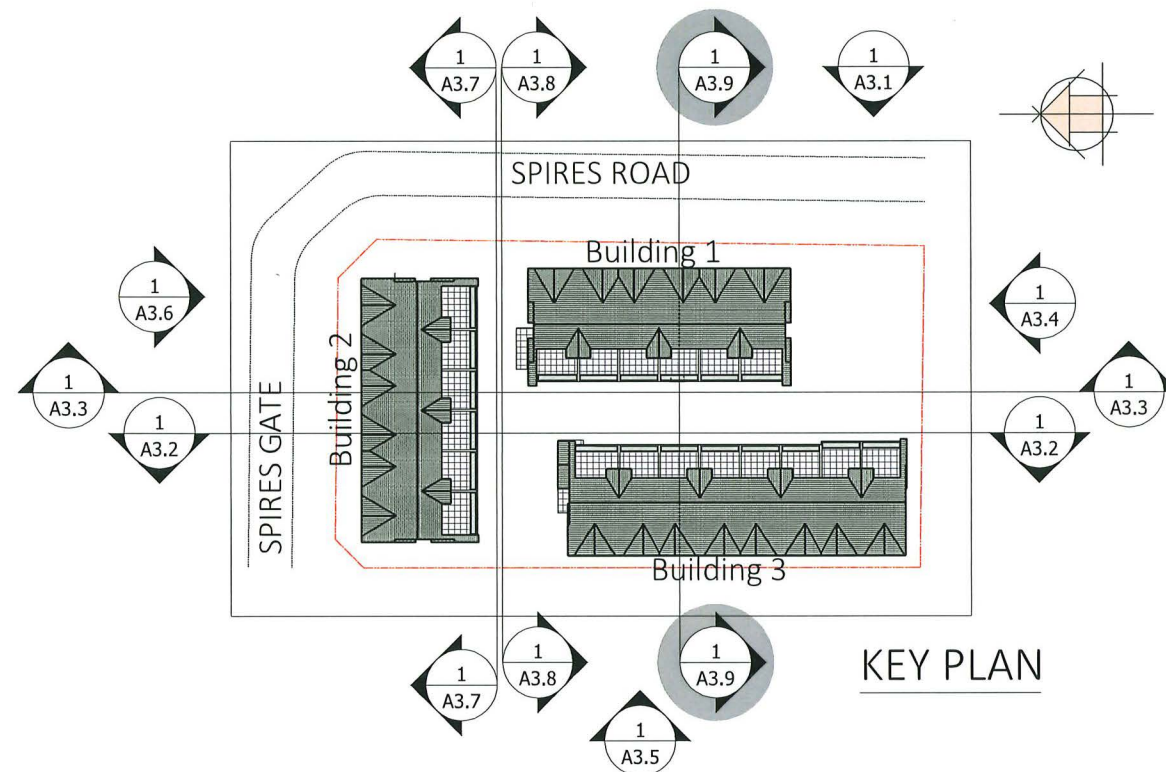 1
A3.7
1
A3.8
1
A3.9
1
A3.1
SPIRES ROAD
Building 1
1
A3.6
1
A3.4
Building 2
SPIRES GATE
1
A3.3
1
A3.3
1
A3.2
1
A3.2
Building 3
1
A3.7
1
A3.8
1
A3.9
KEY PLAN
1
A3.5